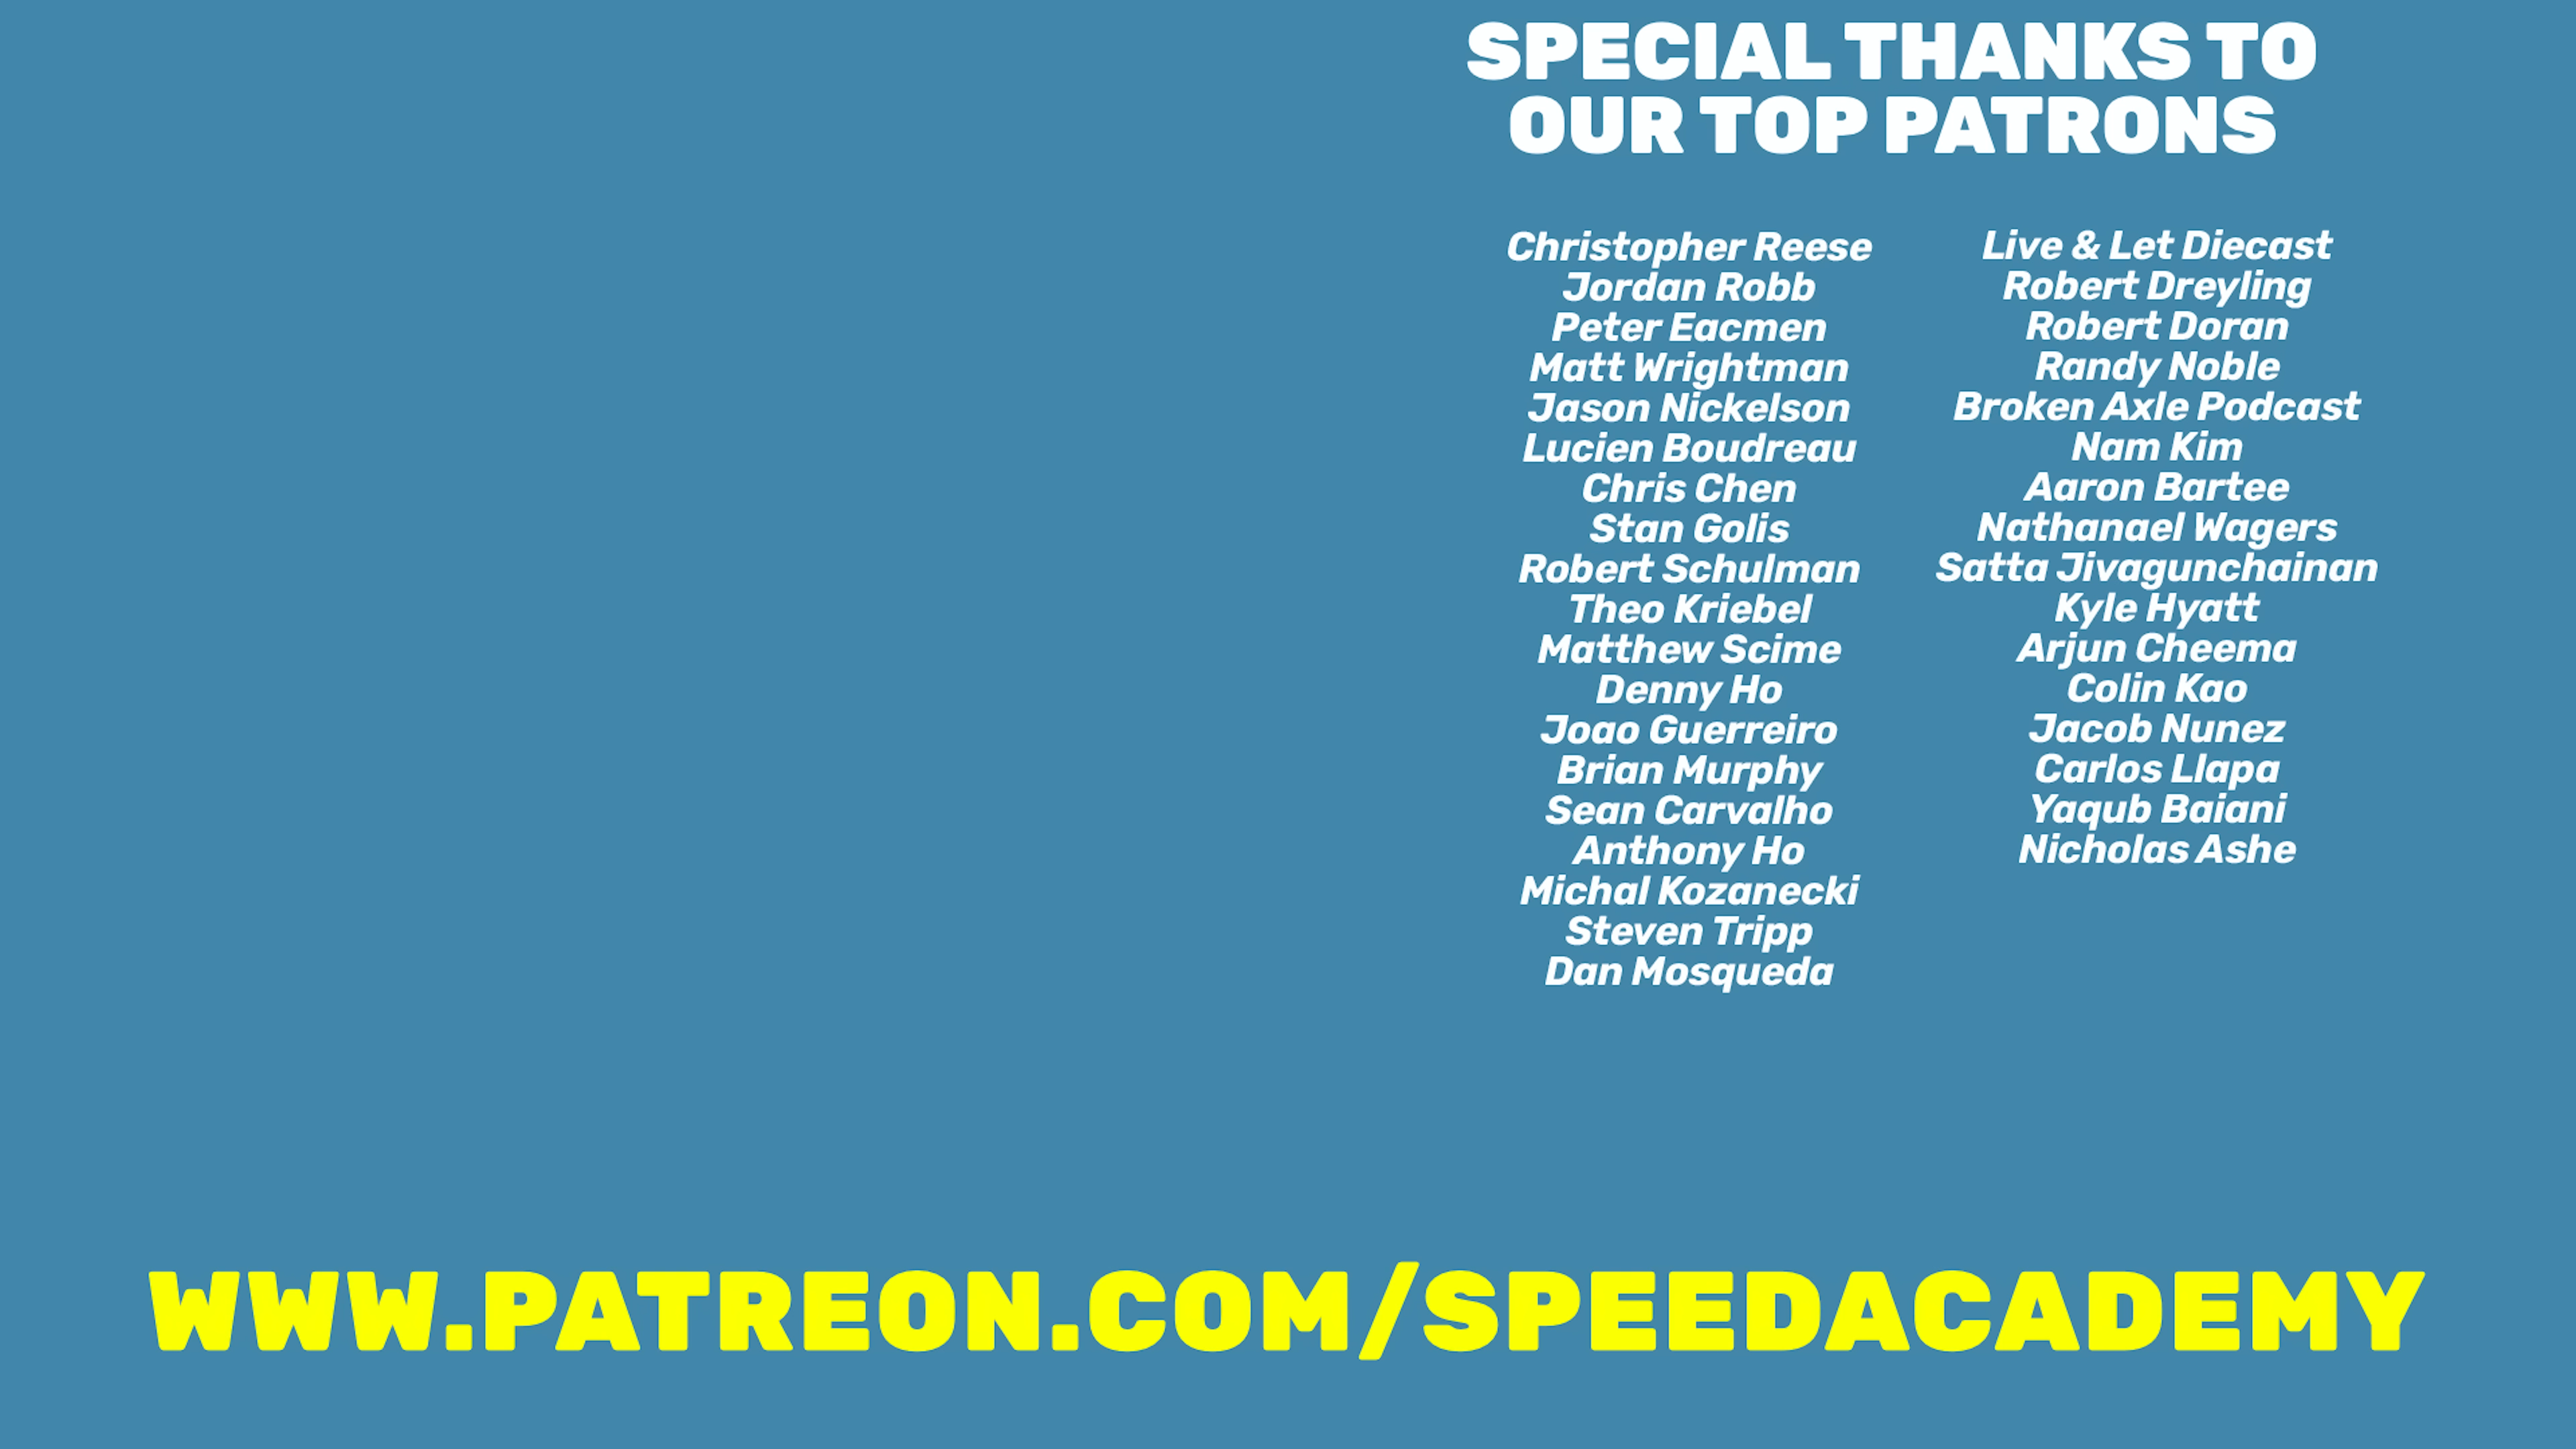 SPECIAL THANKS TO
OUR TOP PATRONS
Christopher Reese
Jordan Robb
Peter Eacmen
Matt Wrightman
Jason Nickelson
Lucien Boudreau
Chris Chen
Stan Golis
Robert Schulman
Theo Kriebel
Matthew Scime
Denny Ho
Joao Guerreiro
Brian Murphy
Sean Carvalho
Anthony Ho
Michal Kozanecki
Steven Tripp
Dan Mosqueda
Live & Let Diecast
Robert Dreyling
Robert Doran
Randy Noble
Broken Axle Podcast
Nam Kim
Aaron Bartee
Nathanael Wagers
Satta Jivagunchainan
Kyle Hyatt
Arjun Cheema
Colin Kao
Jacob Nunez
Carlos Llapa
Yaqub Baiani
Nicholas Ashe
WWW.PATREON.COM/SPEEDACADEMY